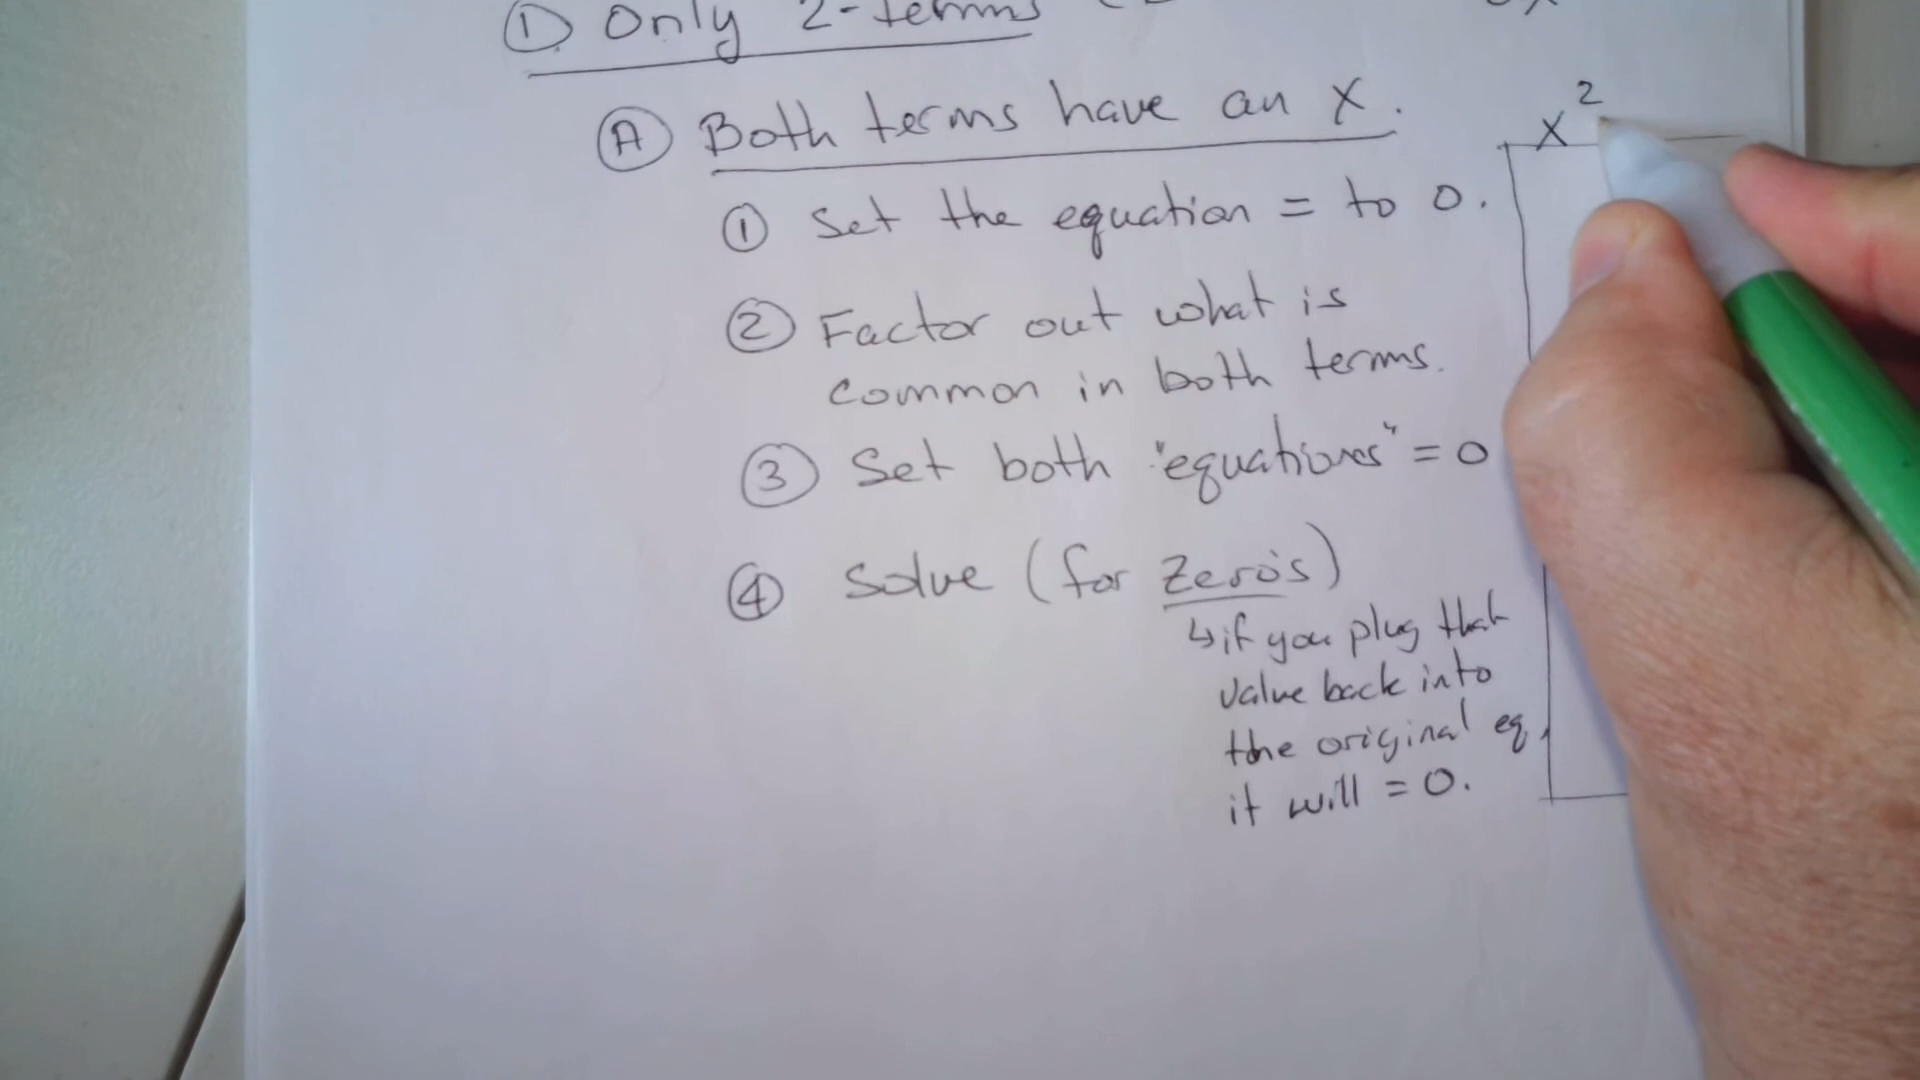 ① Only 2-terms
Ⓐ Both terms have an x.
① Set the equation = to 0.
② Factor out what is
common in both terms.
③ Set both "equations" = 0
④ Solve (for Zero's)
↳ if you plug that
value back into
the original eq.
it will = 0.
x²